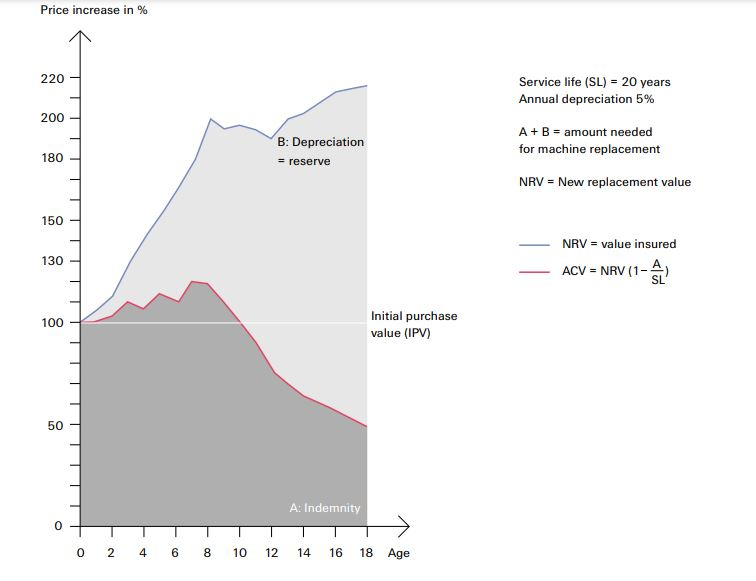 Price increase in %
220
200
180
150
130
100
50
0
0 2 4 6 8 10 12 14 16 18 Age
B: Depreciation
= reserve
Initial purchase
value (IPV)
A: Indemnity
Service life (SL) = 20 years
Annual depreciation 5%
A + B = amount needed
for machine replacement
NRV = New replacement value
NRV = value insured
ACV = NRV (1– A/SL)